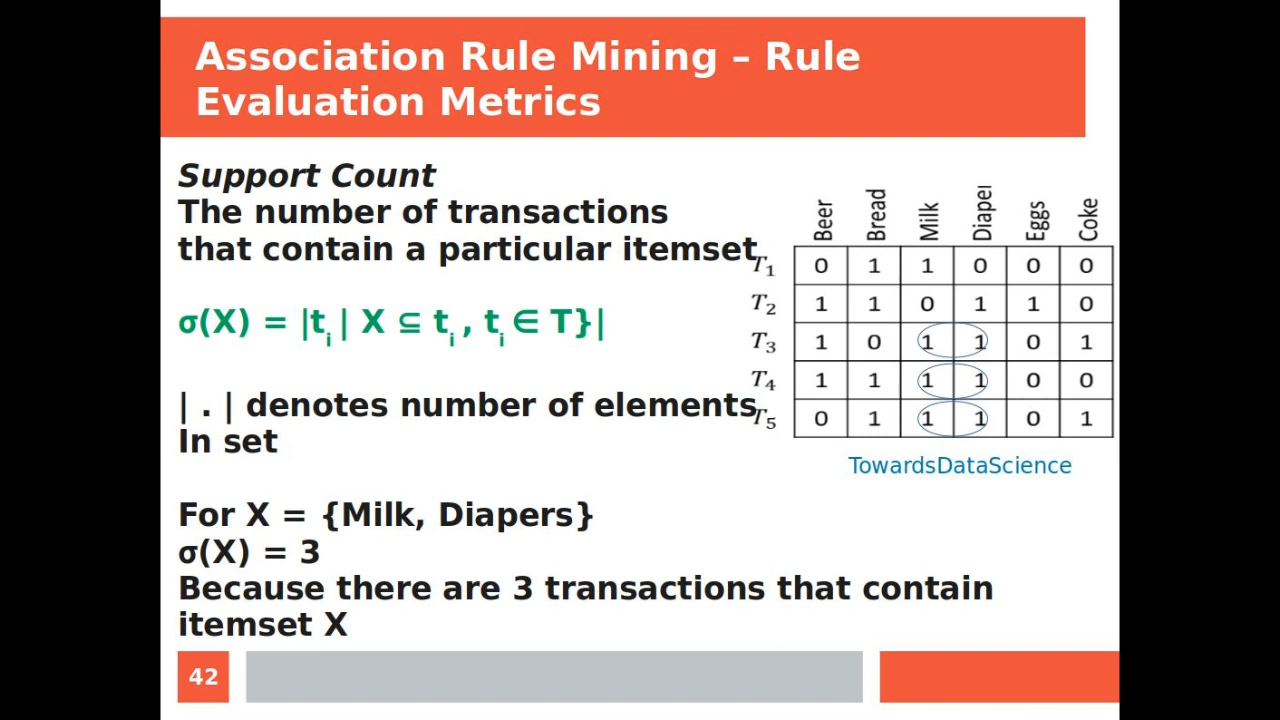 Association Rule Mining – Rule
Evaluation Metrics
Support Count
The number of transactions
that contain a particular itemset
σ(X) = |tᵢ | X ⊆ tᵢ , tᵢ ∈ T}|
| . | denotes number of elements
In set
For X = {Milk, Diapers}
σ(X) = 3
Because there are 3 transactions that contain
itemset X
Beer Bread Milk Diaper Eggs Coke
T₁ 0 1 1 0 0 0
T₂ 1 1 0 1 1 0
T₃ 1 0 1 1 0 1
T₄ 1 1 1 1 0 0
T₅ 0 1 1 1 0 1
TowardsDataScience
42